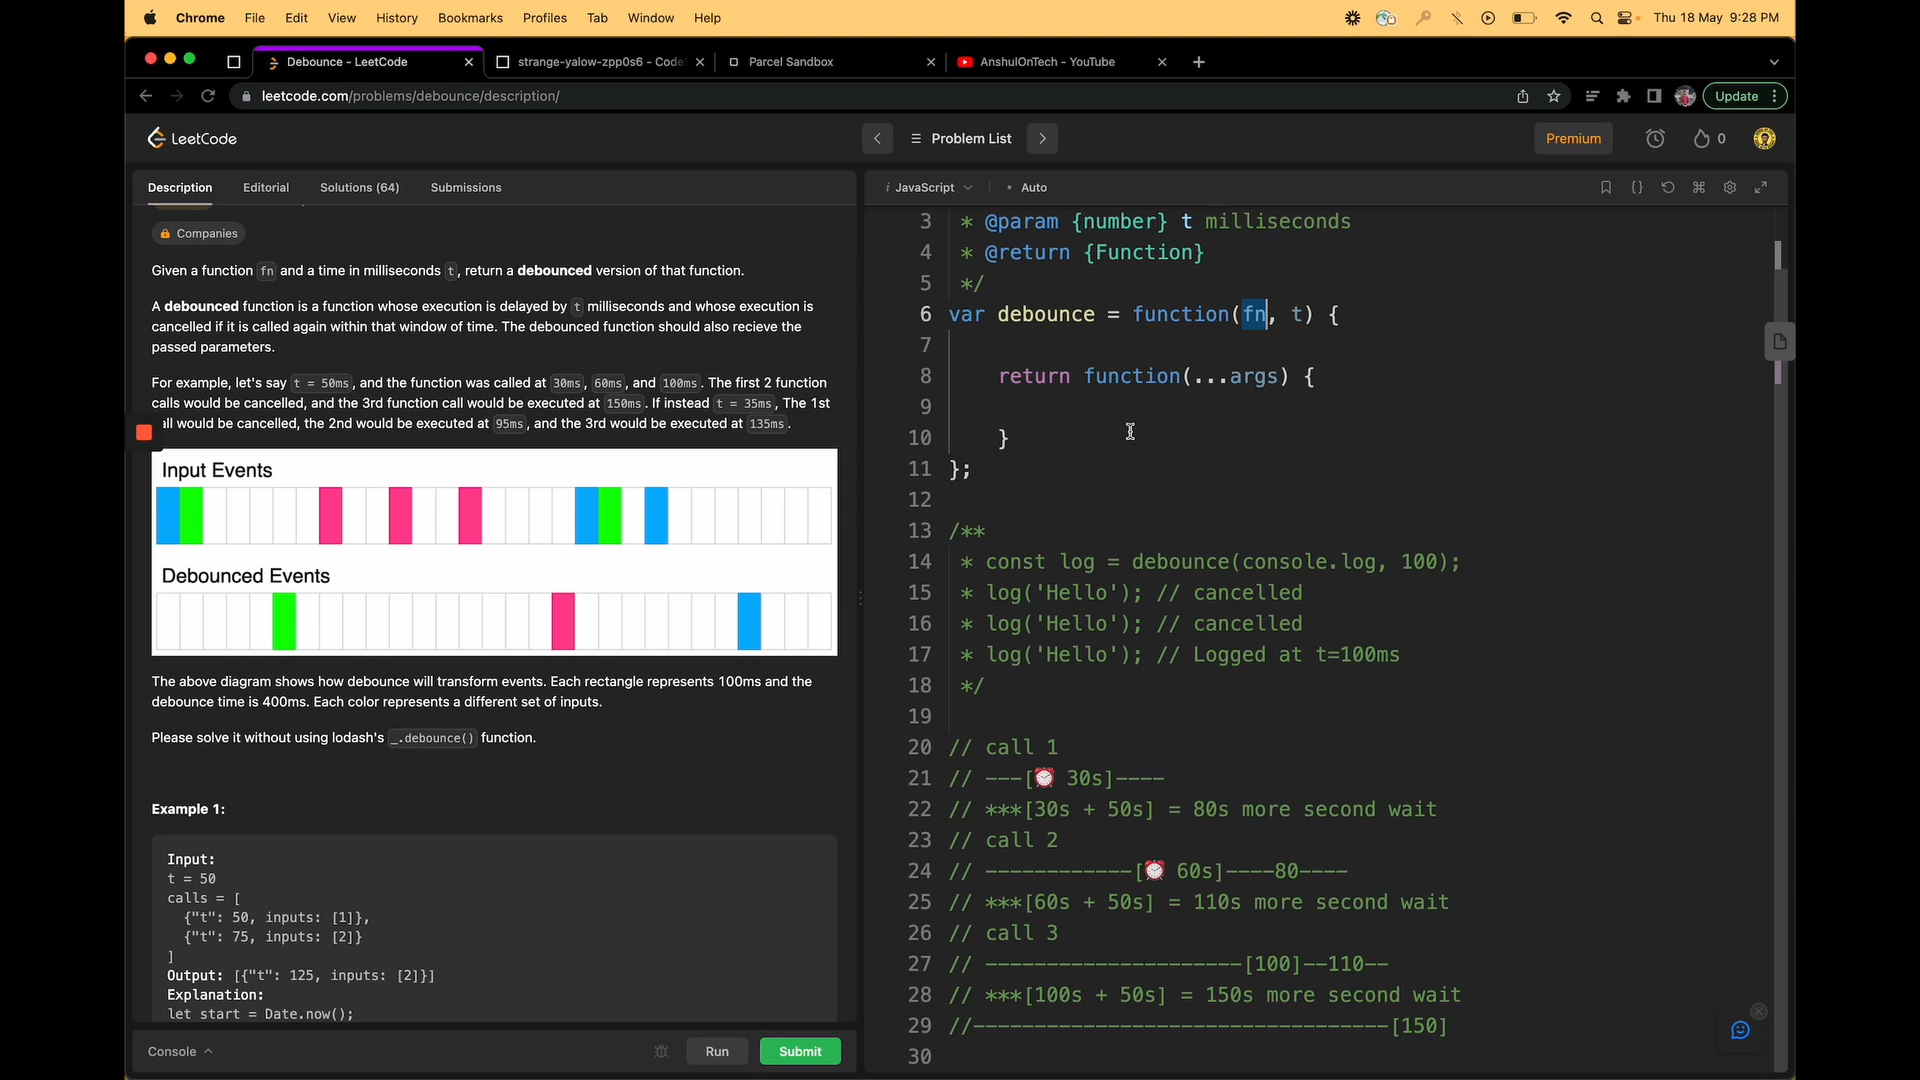 Chrome File Edit View History Bookmarks Profiles Tab Window Help Thu 18 May 9:28 PM
Debounce - LeetCode strange-yalow-zpp0s6 - Code Parcel Sandbox AnshulOnTech - YouTube
leetcode.com/problems/debounce/description/ Update
LeetCode Problem List Premium 0
Description Editorial Solutions (64) Submissions
Companies
Given a function fn and a time in milliseconds t, return a debounced version of that function.
A debounced function is a function whose execution is delayed by t milliseconds and whose execution is
cancelled if it is called again within that window of time. The debounced function should also recieve the
passed parameters.
For example, let's say t = 50ms, and the function was called at 30ms, 60ms, and 100ms. The first 2 function
calls would be cancelled, and the 3rd function call would be executed at 150ms. If instead t = 35ms, The 1st
all would be cancelled, the 2nd would be executed at 95ms, and the 3rd would be executed at 135ms.
Input Events
Debounced Events
The above diagram shows how debounce will transform events. Each rectangle represents 100ms and the
debounce time is 400ms. Each color represents a different set of inputs.
Please solve it without using lodash's _.debounce() function.
Example 1:
Input:
t = 50
calls = [
{"t": 50, inputs: [1]},
{"t": 75, inputs: [2]}
]
Output: [{"t": 125, inputs: [2]}]
Explanation:
let start = Date.now();
Console Run Submit
i JavaScript • Auto
3 * @param {number} t milliseconds
4 * @return {Function}
5 */
6 var debounce = function(fn, t) {
7
8 return function(...args) {
9
10 }
11 };
12
13 /**
14 * const log = debounce(console.log, 100);
15 * log('Hello'); // cancelled
16 * log('Hello'); // cancelled
17 * log('Hello'); // Logged at t=100ms
18 */
19
20 // call 1
21 // ---[⏰ 30s]----
22 // ***[30s + 50s] = 80s more second wait
23 // call 2
24 // ------------[⏰ 60s]----80----
25 // ***[60s + 50s] = 110s more second wait
26 // call 3
27 // ---------------------[100]--110--
28 // ***[100s + 50s] = 150s more second wait
29 //----------------------------------[150]
30